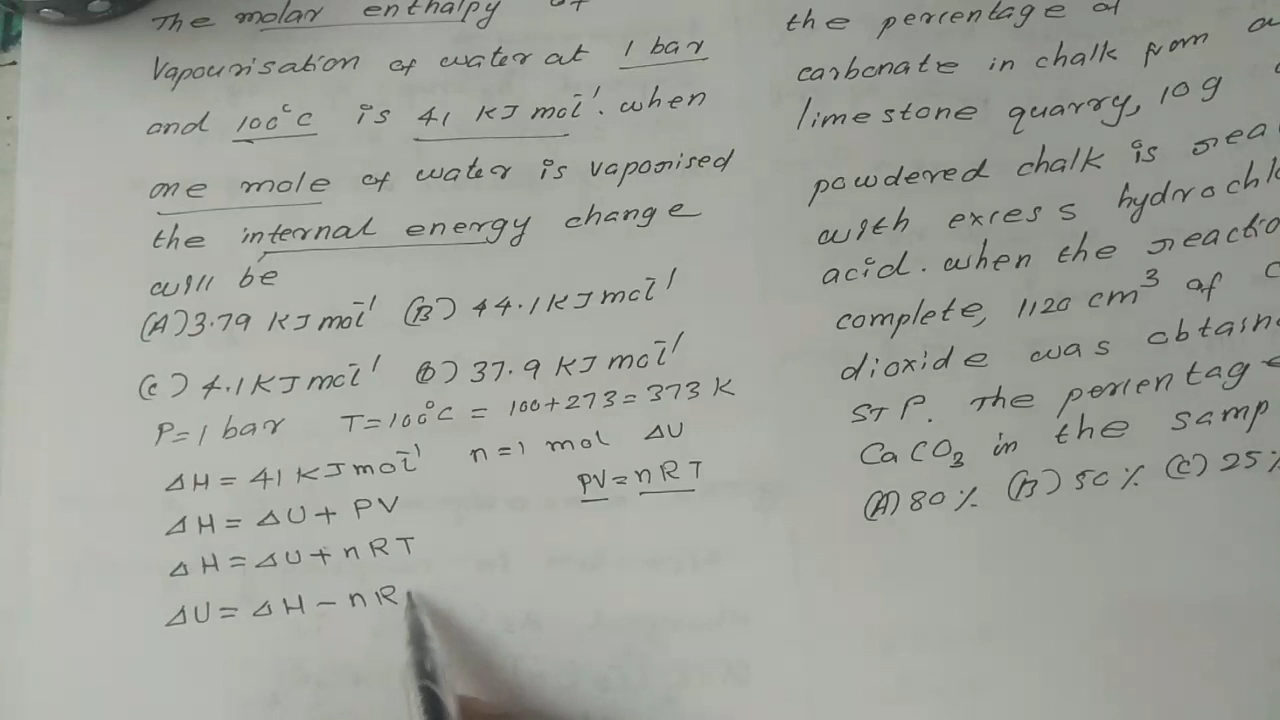 The molar enthalpy of
Vapourisation of water at 1 bar
and 100°C is 41 KJ mol⁻¹. when
one mole of water is vaporised
the internal energy change
will be
(A) 3.79 KJ mol⁻¹ (B) 44.1 KJ mol⁻¹
(C) 4.1 KJ mol⁻¹ (D) 37.9 KJ mol⁻¹
P = 1 bar T = 100°C = 100+273 = 373 K
ΔH = 41 KJ mol⁻¹ n = 1 mol ΔU
ΔH = ΔU + PV PV = nRT
ΔH = ΔU + nRT
ΔU = ΔH - nR
the percentage of
carbonate in chalk from a
limestone quarry, 10g
powdered chalk is rea
with excess hydrochl
acid. when the reactio
complete, 1120 cm³ of C
dioxide was obtain
STP. The percentag
CaCO₃ in the samp
(A) 80% (B) 50% (C) 25%